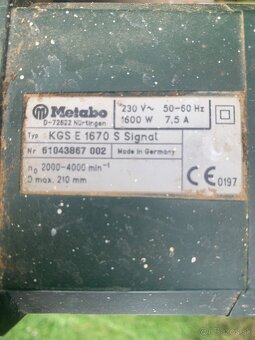 Metabo
D-72622 Nürtingen
230 V~ 50-60 Hz
1600 W 7,5 A
Typ KGS E 1670 S Signal
Nr 61043867 002
Made in Germany
n₀ 2000-4000 min⁻¹
D max. 210 mm
CE 0197